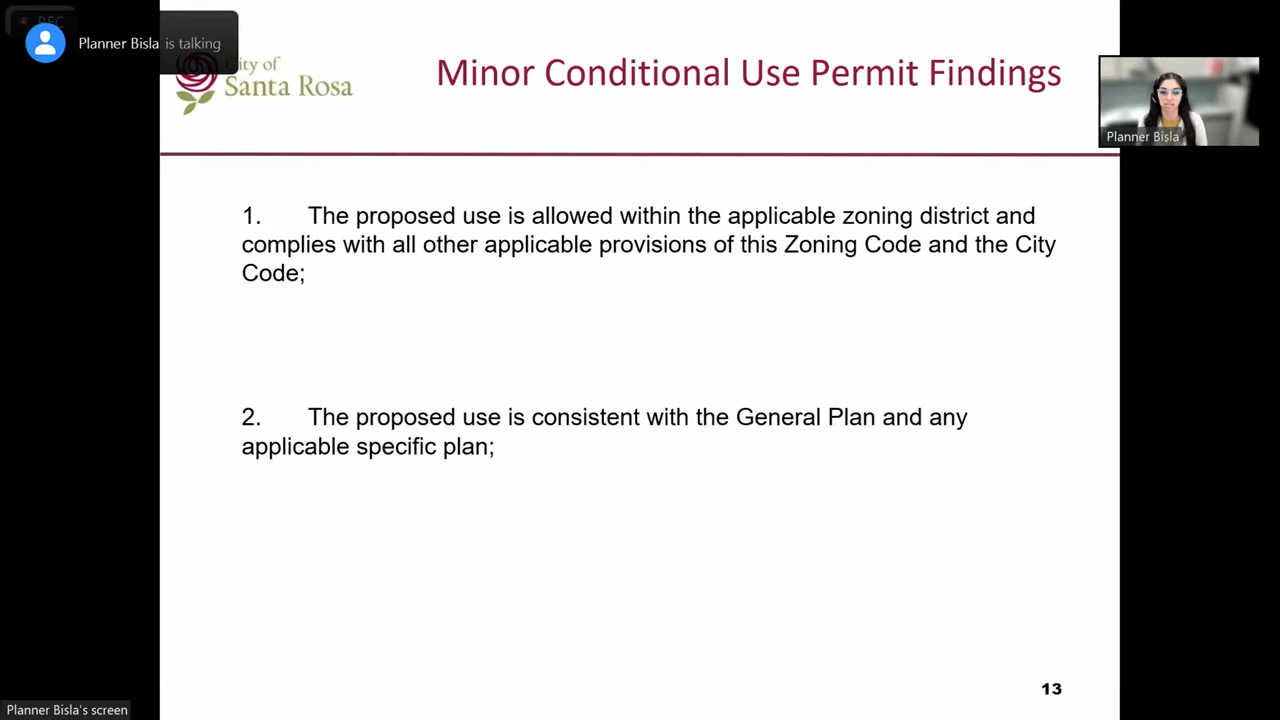 REC
Planner Bisla is talking
City of
Santa Rosa
Minor Conditional Use Permit Findings
Planner Bisla
1. The proposed use is allowed within the applicable zoning district and
complies with all other applicable provisions of this Zoning Code and the City
Code;
2. The proposed use is consistent with the General Plan and any
applicable specific plan;
13
Planner Bisla's screen